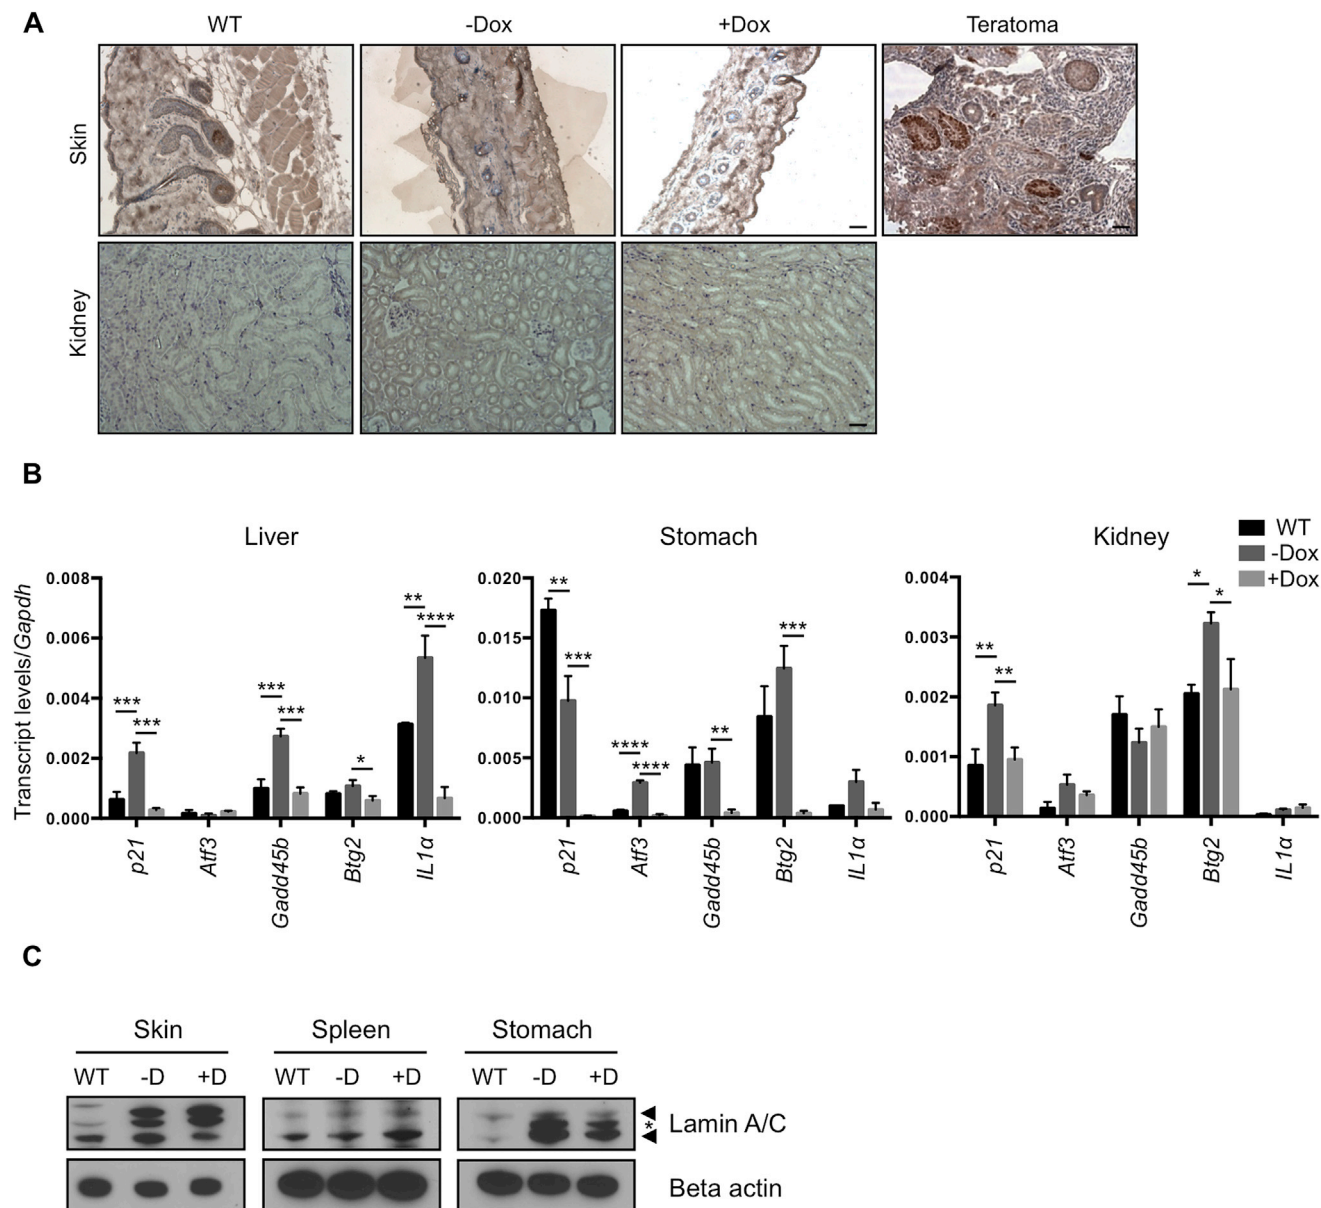 A
WT -Dox +Dox Teratoma
Skin
Kidney
B
Liver Stomach Kidney
WT
-Dox
+Dox
Transcript levels/Gapdh
0.008
0.006
0.004
0.002
0.000
*** *** *** *** * ** ****
p21 Atf3 Gadd45b Btg2 IL1α
0.020
0.015
0.010
0.005
0.000
** *** **** **** ** ***
p21 Atf3 Gadd45b Btg2 IL1α
0.004
0.003
0.002
0.001
0.000
** ** * *
p21 Atf3 Gadd45b Btg2 IL1α
C
Skin Spleen Stomach
WT -D +D WT -D +D WT -D +D
* Lamin A/C
Beta actin